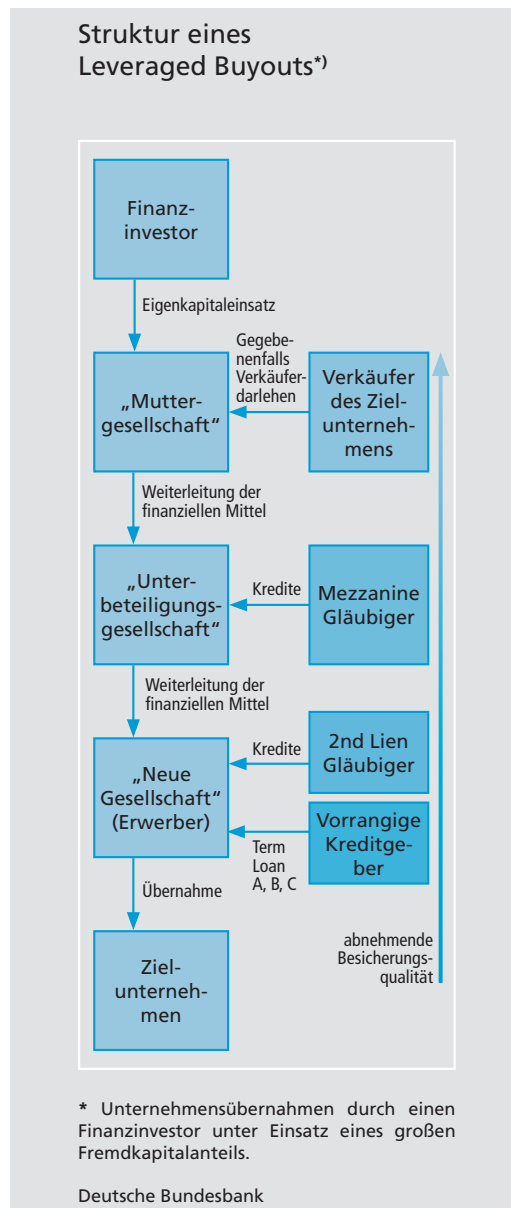 Struktur eines
Leveraged Buyouts*)
Finanz-
investor
Eigenkapitaleinsatz
Gegebe-
nenfalls
Verkäufer-
darlehen
„Mutter-
gesellschaft“
Verkäufer
des Ziel-
unterneh-
mens
Weiterleitung der
finanziellen Mittel
„Unter-
beteiligungs-
gesellschaft“
Kredite
Mezzanine
Gläubiger
Weiterleitung der
finanziellen Mittel
„Neue
Gesellschaft“
(Erwerber)
Kredite
2nd Lien
Gläubiger
Term
Loan
A, B, C
Vorrangige
Kreditge-
ber
Übernahme
Ziel-
unterneh-
men
abnehmende
Besicherungs-
qualität
* Unternehmensübernahmen durch einen
Finanzinvestor unter Einsatz eines großen
Fremdkapitalanteils.
Deutsche Bundesbank